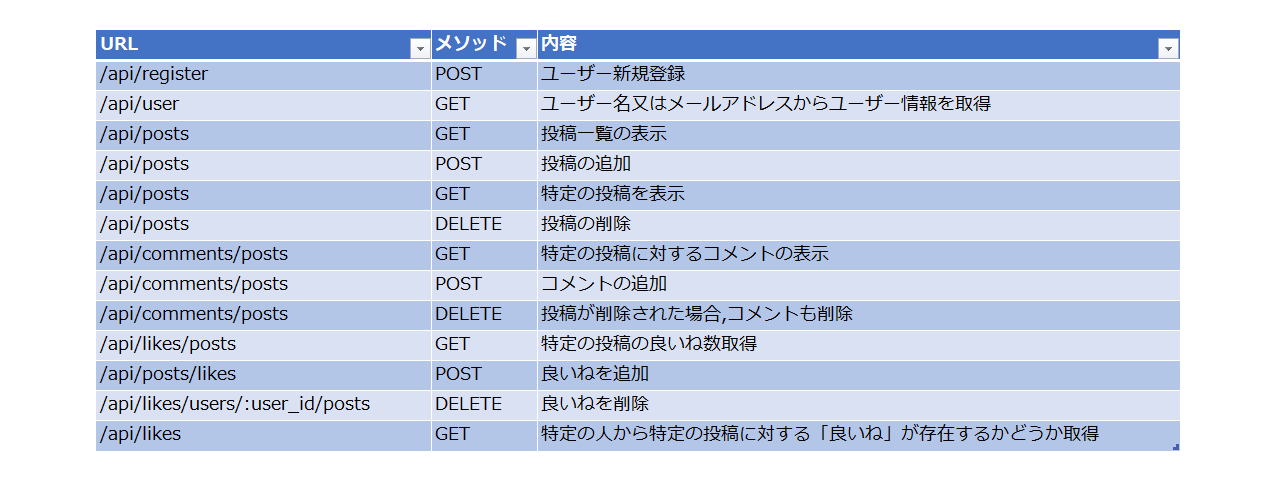 URL メソッド 内容
/api/register POST ユーザー新規登録
/api/user GET ユーザー名又はメールアドレスからユーザー情報を取得
/api/posts GET 投稿一覧の表示
/api/posts POST 投稿の追加
/api/posts GET 特定の投稿を表示
/api/posts DELETE 投稿の削除
/api/comments/posts GET 特定の投稿に対するコメントの表示
/api/comments/posts POST コメントの追加
/api/comments/posts DELETE 投稿が削除された場合,コメントも削除
/api/likes/posts GET 特定の投稿の良いね数取得
/api/posts/likes POST 良いねを追加
/api/likes/users/:user_id/posts DELETE 良いねを削除
/api/likes GET 特定の人から特定の投稿に対する「良いね」が存在するかどうか取得